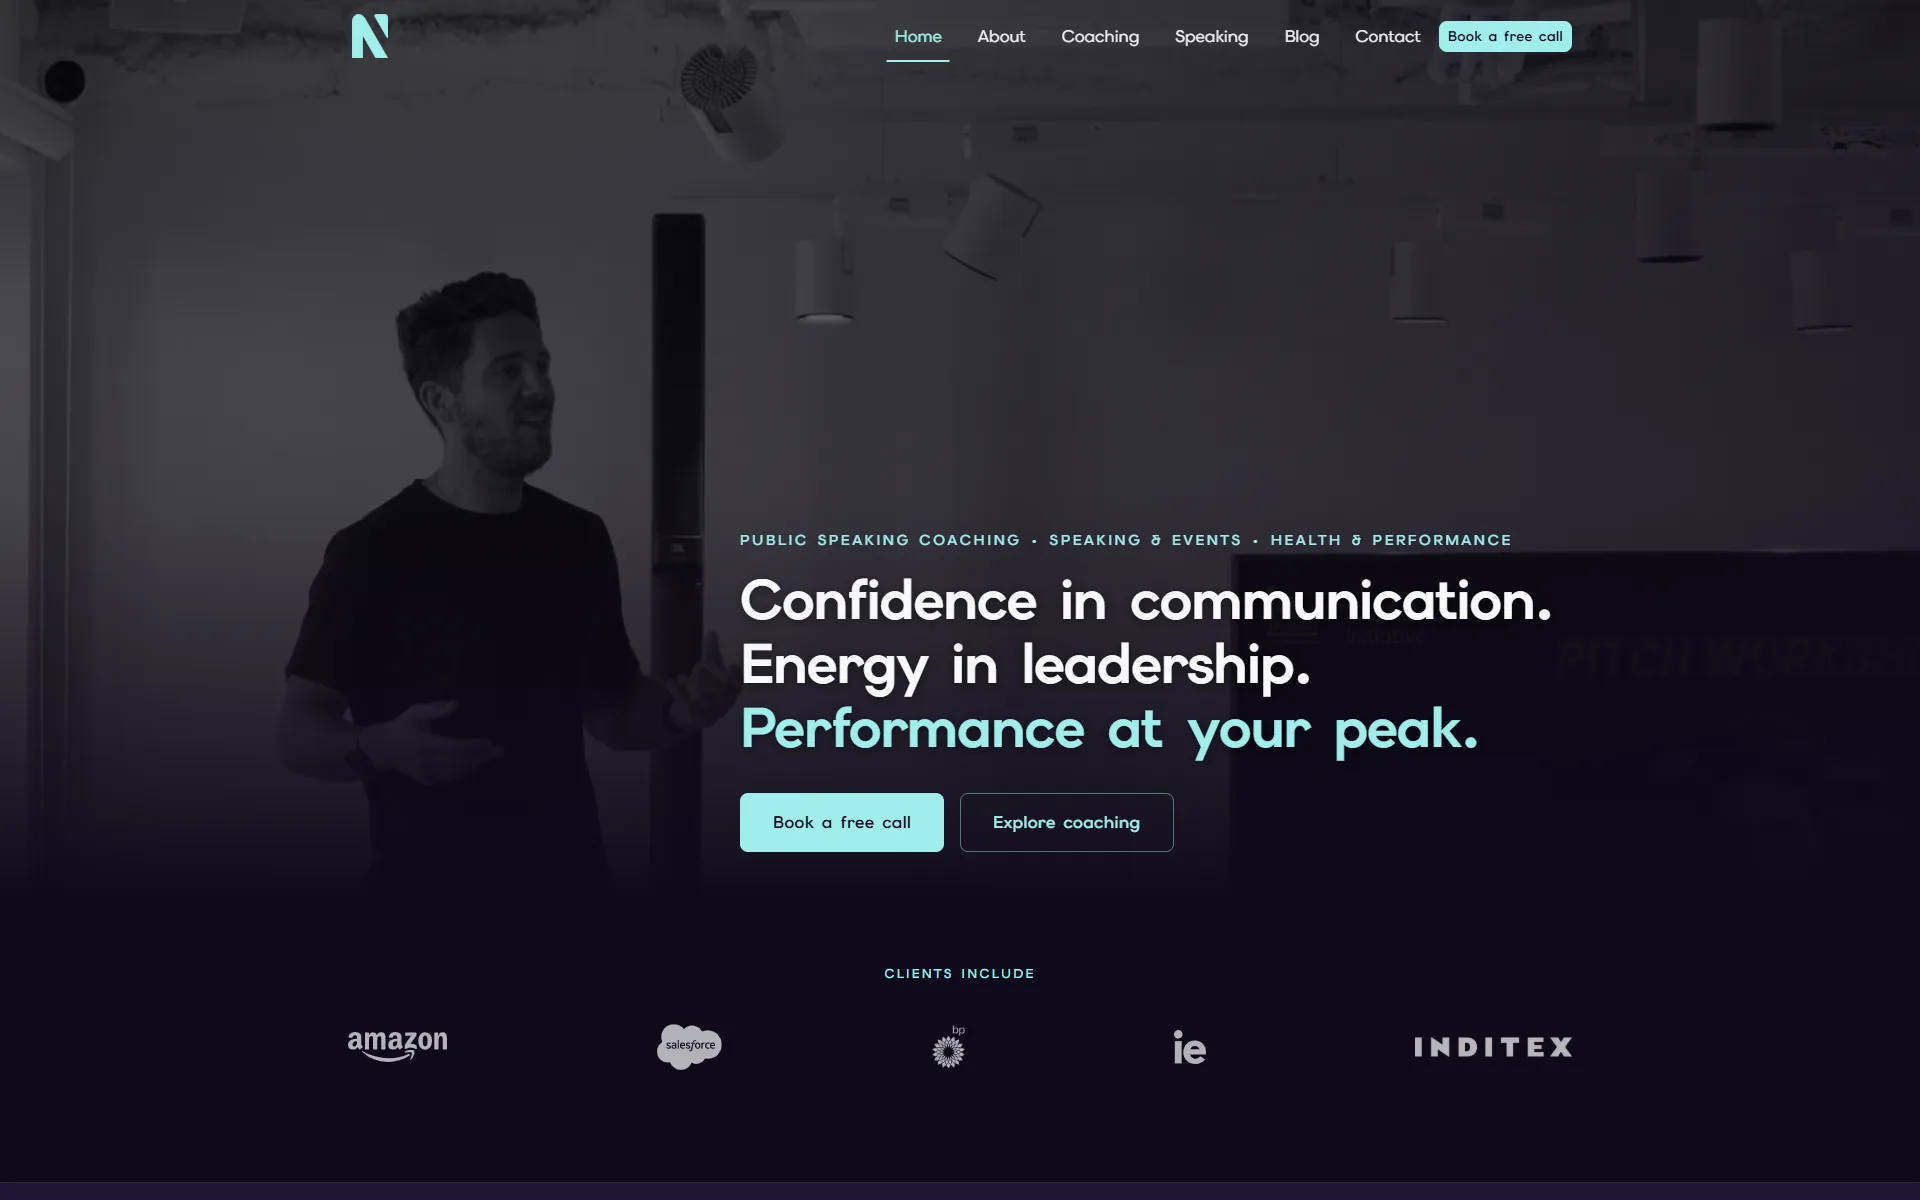 N
Home About Coaching Speaking Blog Contact Book a free call
PUBLIC SPEAKING COACHING • SPEAKING & EVENTS • HEALTH & PERFORMANCE
Confidence in communication.
Energy in leadership.
Performance at your peak.
PITCH
Book a free call Explore coaching
CLIENTS INCLUDE
amazon salesforce bp ie INDITEX